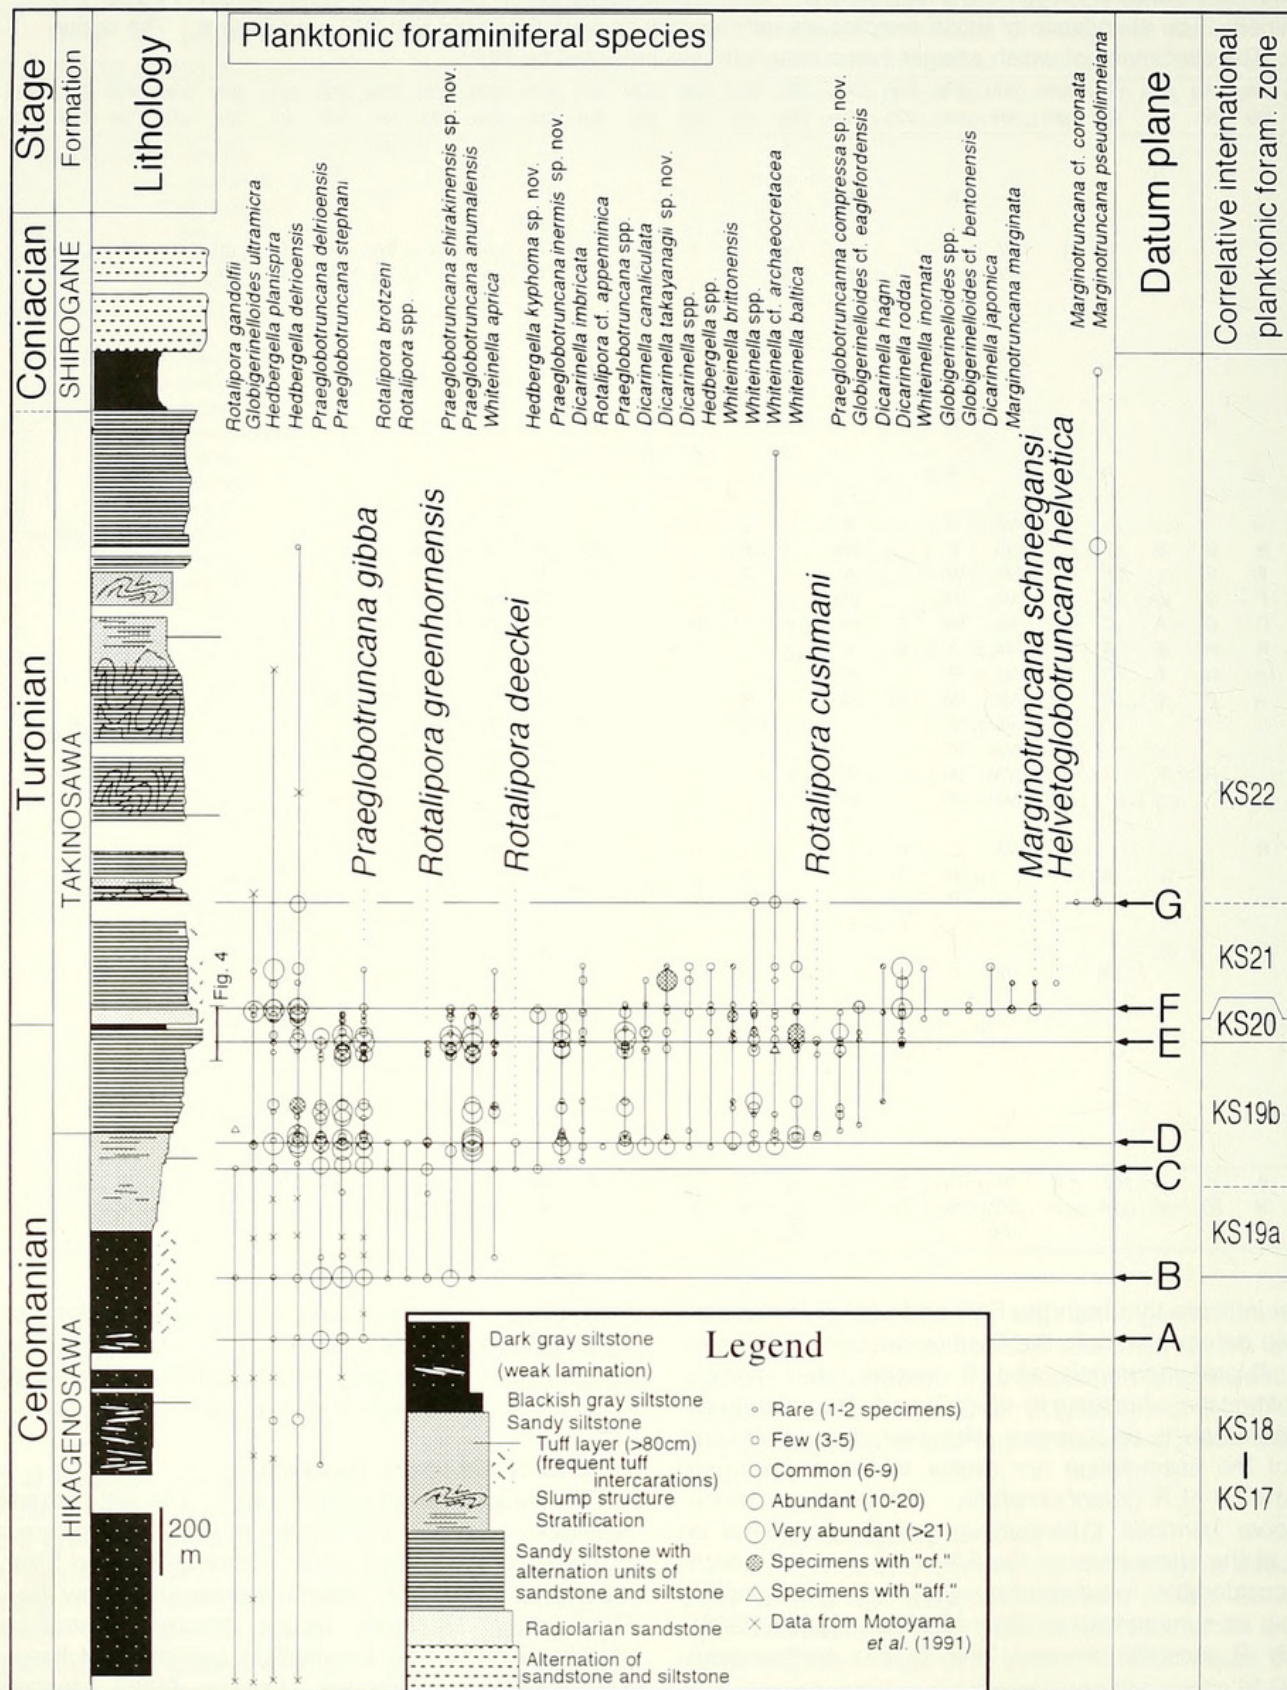 Stage
Formation
Lithology
Planktonic foraminiferal species
Coniacian
SHIROGANE
Turonian
TAKINOSAWA
Cenomanian
HIKAGENOSAWA
200
m
Fig. 4
Rotalipora gandolfii
Globigerinelloides ultramicra
Hedbergella planispira
Hedbergella delrioensis
Praeglobotruncana delrioensis
Praeglobotruncana stephani
Praeglobotruncana gibba
Rotalipora brotzeni
Rotalipora spp.
Rotalipora greenhornensis
Praeglobotruncana shirakinensis sp. nov.
Praeglobotruncana anumalensis
Whiteinella aprica
Rotalipora deeckei
Hedbergella kyphoma sp. nov.
Praeglobotruncana inermis sp. nov.
Dicarinella imbricata
Rotalipora cf. appenninica
Praeglobotruncana spp.
Dicarinella canaliculata
Dicarinella takayanagii sp. nov.
Dicarinella spp.
Hedbergella spp.
Whiteinella brittonensis
Whiteinella spp.
Whiteinella cf. archaeocretacea
Whiteinella baltica
Rotalipora cushmani
Praeglobotruncanna compressa sp. nov.
Globigerinelloides cf. eaglefordensis
Dicarinella hagni
Dicarinella roddai
Whiteinella inornata
Globigerinelloides spp.
Globigerinelloides cf. bentonensis
Dicarinella japonica
Marginotruncana marginata
Marginotruncana schneegansi
Helvetoglobotruncana helvetica
Marginotruncana cf. coronata
Marginotruncana pseudolinneiana
Datum plane
G
F
E
D
C
B
A
Correlative international
planktonic foram. zone
KS22
KS21
KS20
KS19b
KS19a
KS18
KS17
Legend
Dark gray siltstone
(weak lamination)
Blackish gray siltstone
Sandy siltstone
Tuff layer (>80cm)
(frequent tuff
intercarations)
Slump structure
Stratification
Sandy siltstone with
alternation units of
sandstone and siltstone
Radiolarian sandstone
Alternation of
sandstone and siltstone
Rare (1-2 specimens)
Few (3-5)
Common (6-9)
Abundant (10-20)
Very abundant (>21)
Specimens with "cf."
Specimens with "aff."
Data from Motoyama
et al. (1991)